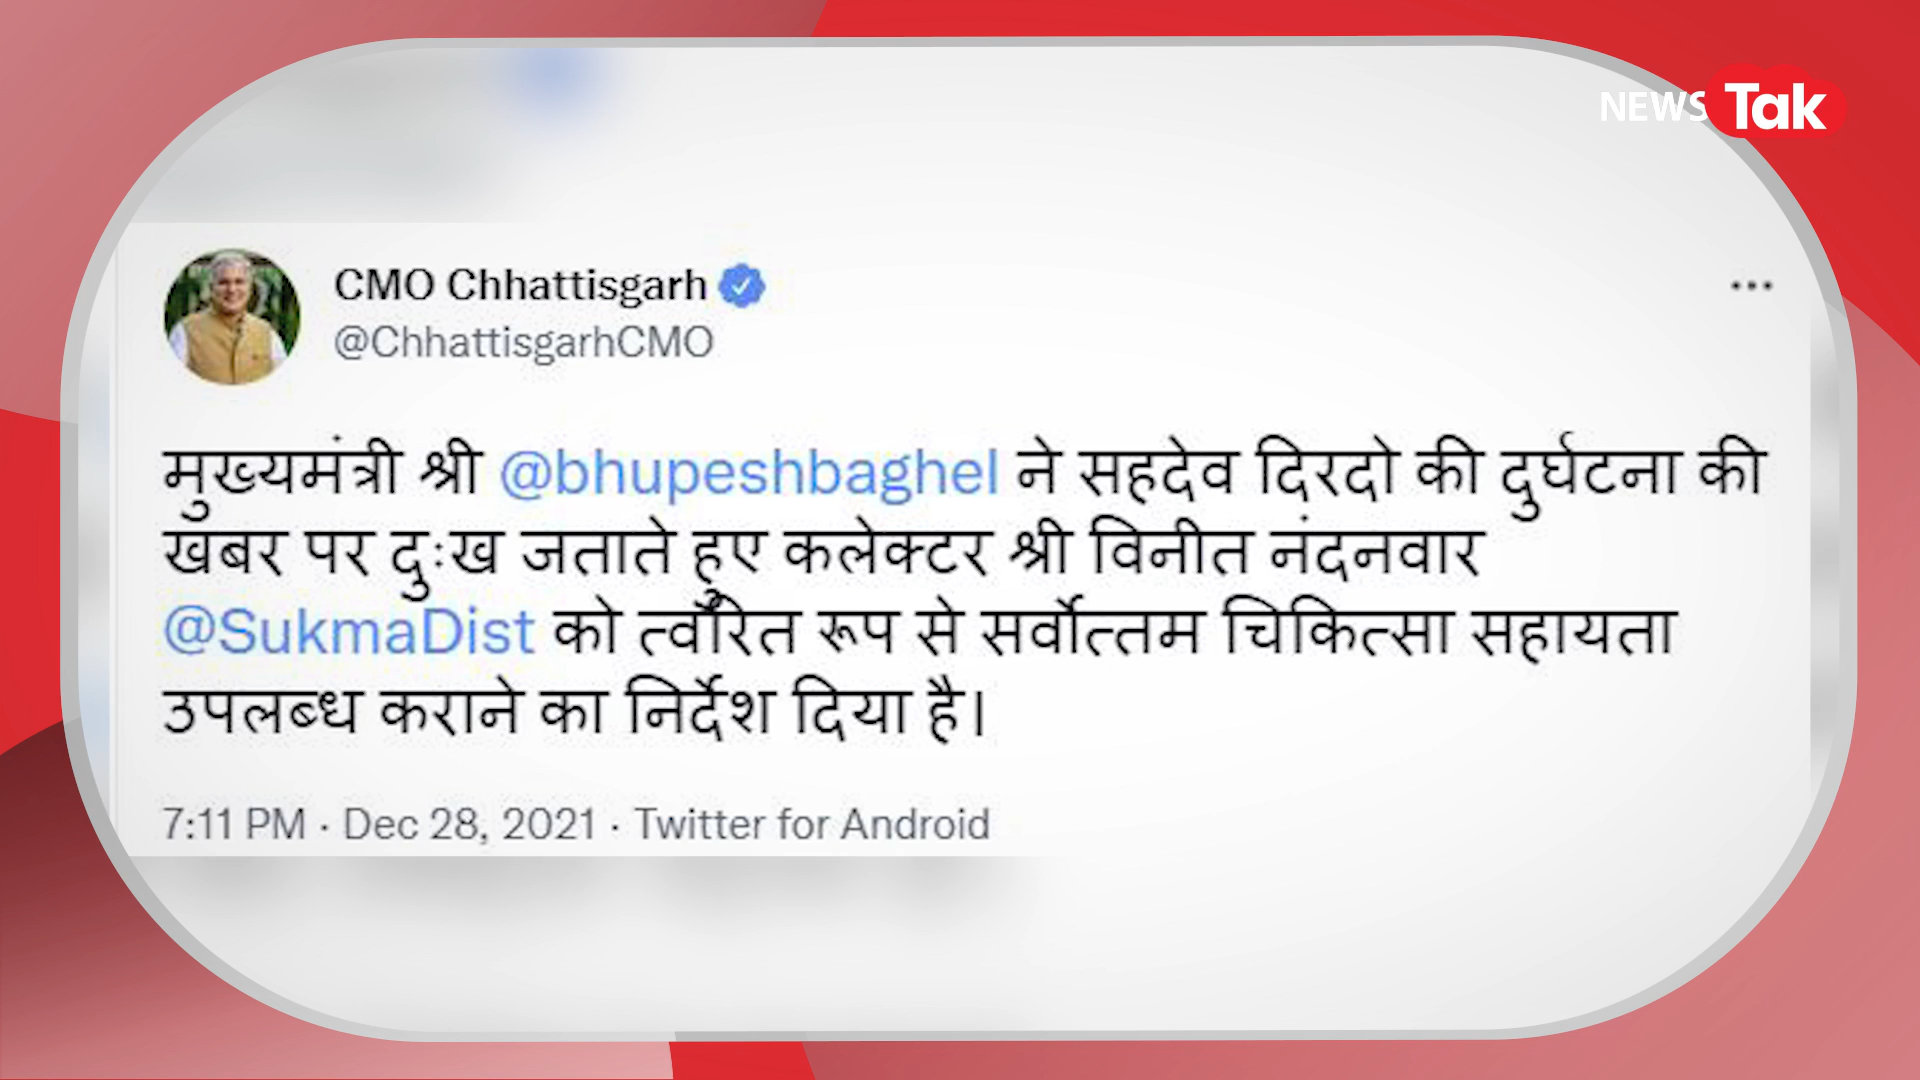 NEWS Tak
CMO Chhattisgarh
@ChhattisgarhCMO
मुख्यमंत्री श्री @bhupeshbaghel ने सहदेव दिरदो की दुर्घटना की
खबर पर दुःख जताते हुए कलेक्टर श्री विनीत नंदनवार
@SukmaDist को त्वरित रूप से सर्वोत्तम चिकित्सा सहायता
उपलब्ध कराने का निर्देश दिया है।
7:11 PM · Dec 28, 2021 · Twitter for Android